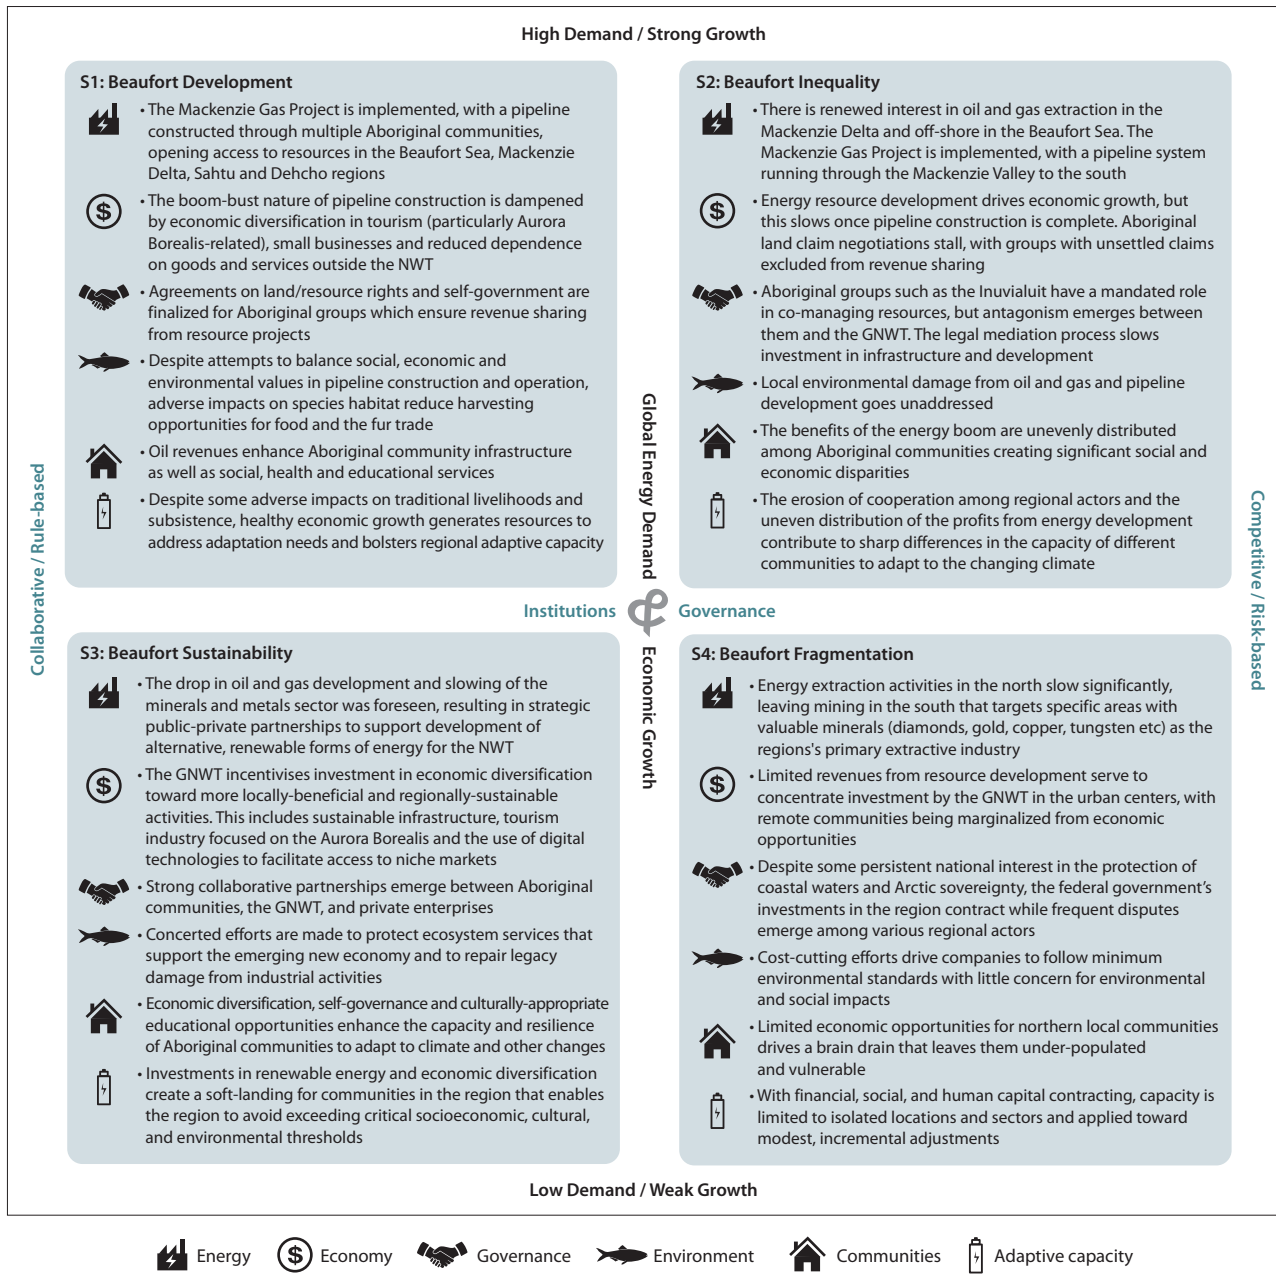 High Demand / Strong Growth
S1: Beaufort Development
• The Mackenzie Gas Project is implemented, with a pipeline
constructed through multiple Aboriginal communities,
opening access to resources in the Beaufort Sea, Mackenzie
Delta, Sahtu and Dehcho regions
• The boom-bust nature of pipeline construction is dampened
by economic diversification in tourism (particularly Aurora
Borealis-related), small businesses and reduced dependence
on goods and services outside the NWT
• Agreements on land/resource rights and self-government are
finalized for Aboriginal groups which ensure revenue sharing
from resource projects
• Despite attempts to balance social, economic and
environmental values in pipeline construction and operation,
adverse impacts on species habitat reduce harvesting
opportunities for food and the fur trade
• Oil revenues enhance Aboriginal community infrastructure
as well as social, health and educational services
• Despite some adverse impacts on traditional livelihoods and
subsistence, healthy economic growth generates resources to
address adaptation needs and bolsters regional adaptive capacity
S2: Beaufort Inequality
• There is renewed interest in oil and gas extraction in the
Mackenzie Delta and off-shore in the Beaufort Sea. The
Mackenzie Gas Project is implemented, with a pipeline system
running through the Mackenzie Valley to the south
• Energy resource development drives economic growth, but
this slows once pipeline construction is complete. Aboriginal
land claim negotiations stall, with groups with unsettled claims
excluded from revenue sharing
• Aboriginal groups such as the Inuvialuit have a mandated role
in co-managing resources, but antagonism emerges between
them and the GNWT. The legal mediation process slows
investment in infrastructure and development
• Local environmental damage from oil and gas and pipeline
development goes unaddressed
• The benefits of the energy boom are unevenly distributed
among Aboriginal communities creating significant social and
economic disparities
• The erosion of cooperation among regional actors and the
uneven distribution of the profits from energy development
contribute to sharp differences in the capacity of different
communities to adapt to the changing climate
Collaborative / Rule-based
Global Energy Demand
&
Economic Growth
Institutions
Governance
Competitive / Risk-based
S3: Beaufort Sustainability
• The drop in oil and gas development and slowing of the
minerals and metals sector was foreseen, resulting in strategic
public-private partnerships to support development of
alternative, renewable forms of energy for the NWT
• The GNWT incentivises investment in economic diversification
toward more locally-beneficial and regionally-sustainable
activities. This includes sustainable infrastructure, tourism
industry focused on the Aurora Borealis and the use of digital
technologies to facilitate access to niche markets
• Strong collaborative partnerships emerge between Aboriginal
communities, the GNWT, and private enterprises
• Concerted efforts are made to protect ecosystem services that
support the emerging new economy and to repair legacy
damage from industrial activities
• Economic diversification, self-governance and culturally-appropriate
educational opportunities enhance the capacity and resilience
of Aboriginal communities to adapt to climate and other changes
• Investments in renewable energy and economic diversification
create a soft-landing for communities in the region that enables
the region to avoid exceeding critical socioeconomic, cultural,
and environmental thresholds
S4: Beaufort Fragmentation
• Energy extraction activities in the north slow significantly,
leaving mining in the south that targets specific areas with
valuable minerals (diamonds, gold, copper, tungsten etc) as the
regions's primary extractive industry
• Limited revenues from resource development serve to
concentrate investment by the GNWT in the urban centers, with
remote communities being marginalized from economic
opportunities
• Despite some persistent national interest in the protection of
coastal waters and Arctic sovereignty, the federal government's
investments in the region contract while frequent disputes
emerge among various regional actors
• Cost-cutting efforts drive companies to follow minimum
environmental standards with little concern for environmental
and social impacts
• Limited economic opportunities for northern local communities
drives a brain drain that leaves them under-populated
and vulnerable
• With financial, social, and human capital contracting, capacity is
limited to isolated locations and sectors and applied toward
modest, incremental adjustments
Low Demand / Weak Growth
Energy
$ Economy
Governance
Environment
Communities
Adaptive capacity